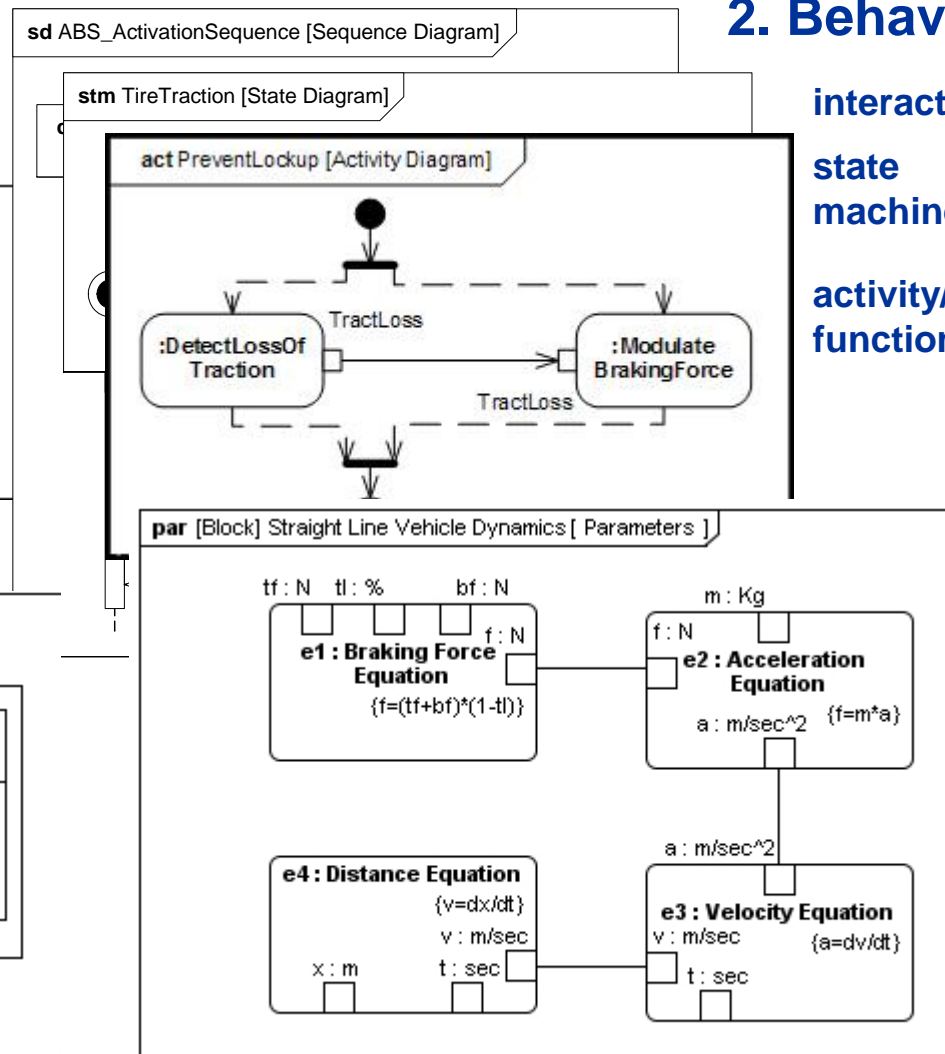 2. Behav
sd ABS_ActivationSequence [Sequence Diagram]
interact
stm TireTraction [State Diagram]
state
machine
act PreventLockup [Activity Diagram]
activity/
function
TractLoss
:DetectLossOf
Traction
:Modulate
BrakingForce
TractLoss
par [Block] Straight Line Vehicle Dynamics [ Parameters ]
tf : N tl : % bf : N
f : N
e1 : Braking Force
Equation
{f=(tf+bf)*(1-tl)}
m : Kg
f : N
e2 : Acceleration
Equation
{f=m*a}
a : m/sec^2
a : m/sec^2
e3 : Velocity Equation
{a=dv/dt}
v : m/sec
t : sec
e4 : Distance Equation
{v=dx/dt}
v : m/sec
x : m t : sec